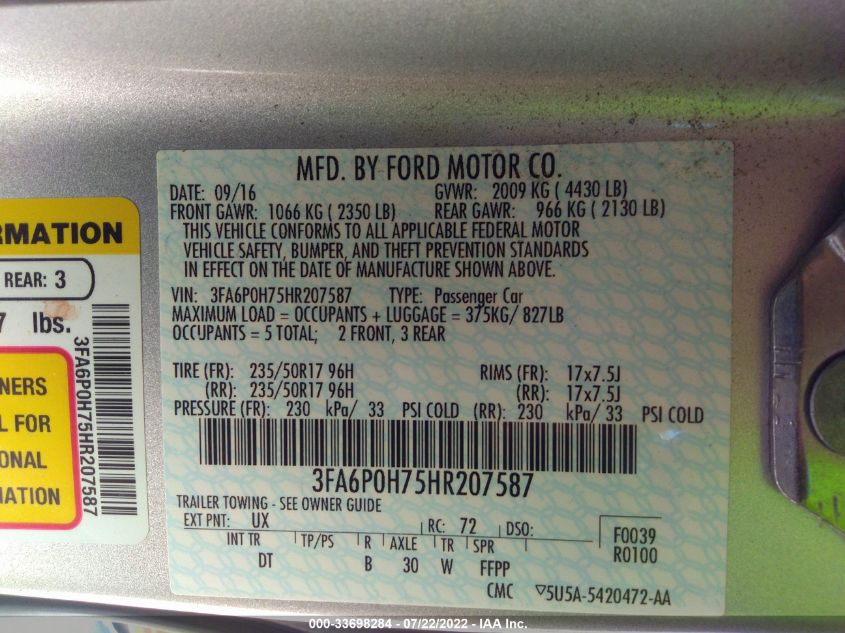 MFD. BY FORD MOTOR CO.
DATE: 09/16 GVWR: 2009 KG ( 4430 LB)
FRONT GAWR: 1066 KG ( 2350 LB) REAR GAWR: 966 KG ( 2130 LB)
THIS VEHICLE CONFORMS TO ALL APPLICABLE FEDERAL MOTOR
VEHICLE SAFETY, BUMPER, AND THEFT PREVENTION STANDARDS
IN EFFECT ON THE DATE OF MANUFACTURE SHOWN ABOVE.
VIN: 3FA6P0H75HR207587 TYPE: Passenger Car
MAXIMUM LOAD = OCCUPANTS + LUGGAGE = 375KG/ 827LB
OCCUPANTS = 5 TOTAL; 2 FRONT, 3 REAR
TIRE (FR): 235/50R17 96H RIMS (FR): 17x7.5J
(RR): 235/50R17 96H (RR): 17x7.5J
PRESSURE (FR): 230 kPa/ 33 PSI COLD (RR): 230 kPa/ 33 PSI COLD
3FA6P0H75HR207587
TRAILER TOWING - SEE OWNER GUIDE
EXT PNT: UX RC: 72 DSO: F0039
INT TR TP/PS R AXLE TR SPR R0100
DT B 30 W FFPP
CMC ▽5U5A-5420472-AA
RMATION
REAR: 3
7 lbs.
NERS
L FOR
ONAL
MATION
3FA6P0H75HR207587
000-33698284 - 07/22/2022 - IAA Inc.